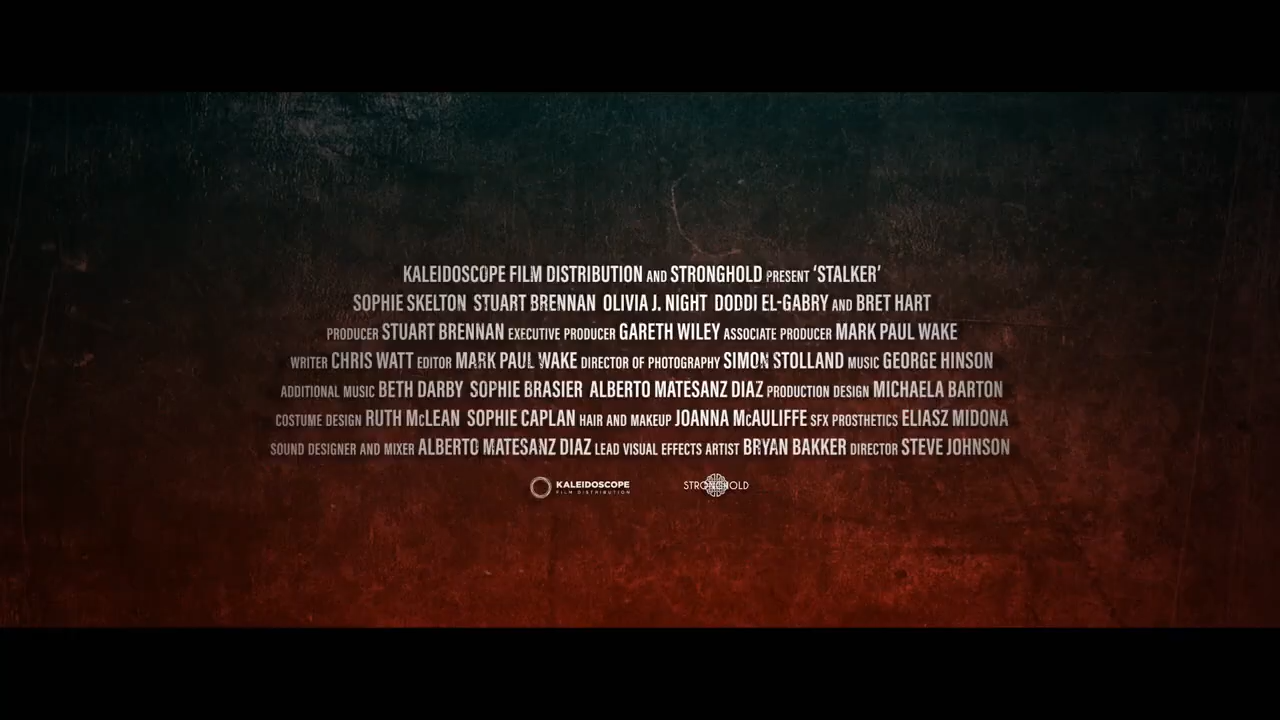 KALEIDOSCOPE FILM DISTRIBUTION AND STRONGHOLD PRESENT ‘STALKER’
SOPHIE SKELTON STUART BRENNAN OLIVIA J. NIGHT DODDI EL-GABRY AND BRET HART
PRODUCER STUART BRENNAN EXECUTIVE PRODUCER GARETH WILEY ASSOCIATE PRODUCER MARK PAUL WAKE
WRITER CHRIS WATT EDITOR MARK PAUL WAKE DIRECTOR OF PHOTOGRAPHY SIMON STOLLAND MUSIC GEORGE HINSON
ADDITIONAL MUSIC BETH DARBY SOPHIE BRASIER ALBERTO MATESANZ DIAZ PRODUCTION DESIGN MICHAELA BARTON
COSTUME DESIGN RUTH McLEAN SOPHIE CAPLAN HAIR AND MAKEUP JOANNA McAULIFFE SFX PROSTHETICS ELIASZ MIDONA
SOUND DESIGNER AND MIXER ALBERTO MATESANZ DIAZ LEAD VISUAL EFFECTS ARTIST BRYAN BAKKER DIRECTOR STEVE JOHNSON
KALEIDOSCOPE STRONGHOLD
FILM DISTRIBUTION